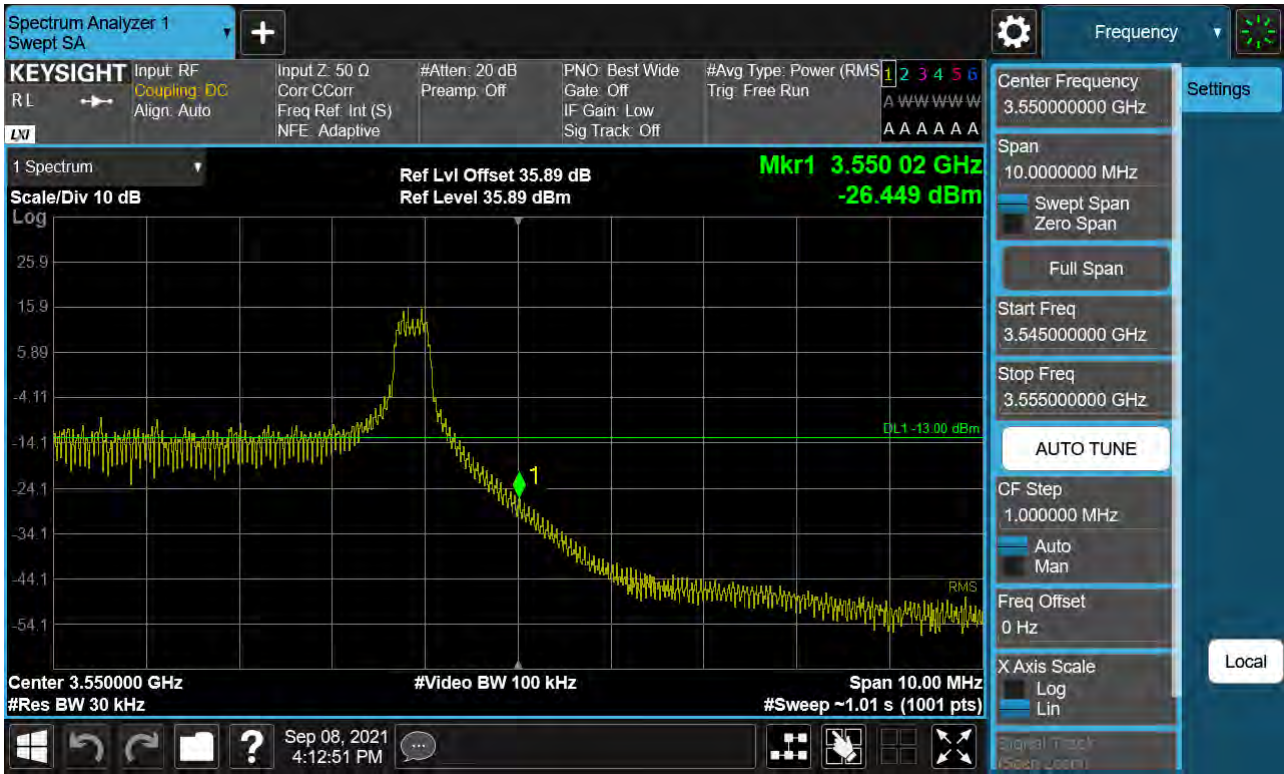 Spectrum Analyzer 1
Swept SA
+
Frequency
KEYSIGHT
RL
LXI
Input: RF
Coupling: DC
Align: Auto
Input Z: 50 Ω
Corr CCorr
Freq Ref: Int (S)
NFE: Adaptive
#Atten: 20 dB
Preamp: Off
PNO: Best Wide
Gate: Off
IF Gain: Low
Sig Track: Off
#Avg Type: Power (RMS
Trig: Free Run
1 2 3 4 5 6
A W W W W W
A A A A A A
1 Spectrum
Scale/Div 10 dB
Log
Ref Lvl Offset 35.89 dB
Ref Level 35.89 dBm
Mkr1 3.550 02 GHz
-26.449 dBm
25.9
15.9
5.89
-4.11
-14.1
-24.1
-34.1
-44.1
-54.1
DL1 -13.00 dBm
1
RMS
Center 3.550000 GHz
#Res BW 30 kHz
#Video BW 100 kHz
Span 10.00 MHz
#Sweep ~1.01 s (1001 pts)
Center Frequency
3.550000000 GHz
Span
10.0000000 MHz
Swept Span
Zero Span
Full Span
Start Freq
3.545000000 GHz
Stop Freq
3.555000000 GHz
AUTO TUNE
CF Step
1.000000 MHz
Auto
Man
Freq Offset
0 Hz
X Axis Scale
Log
Lin
Signal Track
(Span Zoom)
Settings
Local
?
Sep 08, 2021
4:12:51 PM